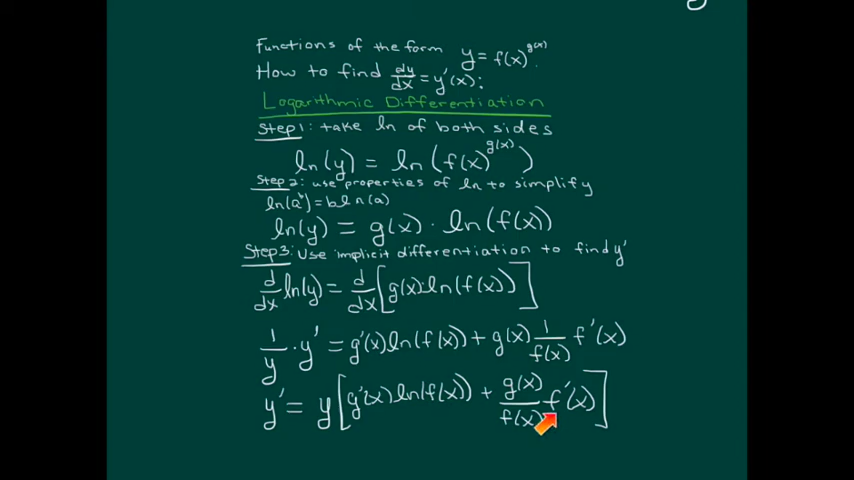 Functions of the form y = f(x)^g(x).
How to find dy/dx = y'(x):
Logarithmic Differentiation
Step 1: take ln of both sides
ln(y) = ln(f(x)^g(x))
Step 2: use properties of ln to simplify
ln(a^b) = b ln(a)
ln(y) = g(x) · ln(f(x))
Step 3: Use implicit differentiation to find y'
d/dx ln(y) = d/dx [g(x)·ln(f(x))]
1/y · y' = g'(x) ln(f(x)) + g(x) 1/f(x) f'(x)
y' = y [g'(x) ln(f(x)) + g(x)/f(x) f'(x)]